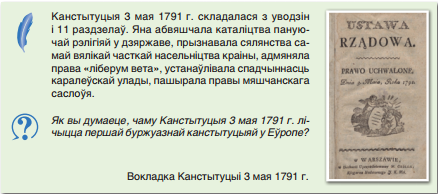 Канстытуцыя 3 мая 1791 г. складалася з уводзін
і 11 раздзелаў. Яна абвяшчала каталіцтва паную-
чай рэлігіяй у дзяржаве, прызнавала сялянства са-
май вялікай часткай насельніцтва краіны, адмяняла
права «ліберум вета», устанаўлівала спадчыннасць
каралеўскай улады, пашырала правы мяшчанскага
саслоўя.
Як вы думаеце, чаму Канстытуцыя 3 мая 1791 г. лі-
чыцца першай буржуазнай канстытуцыяй у Еўропе?
Вокладка Канстытуцыі 3 мая 1791 г.
USTAWA
RZĄDOWA.
PRAWO UCHWALONE,
Dnia 3. Maia, Roku 1791.
w WARSZAWIE,